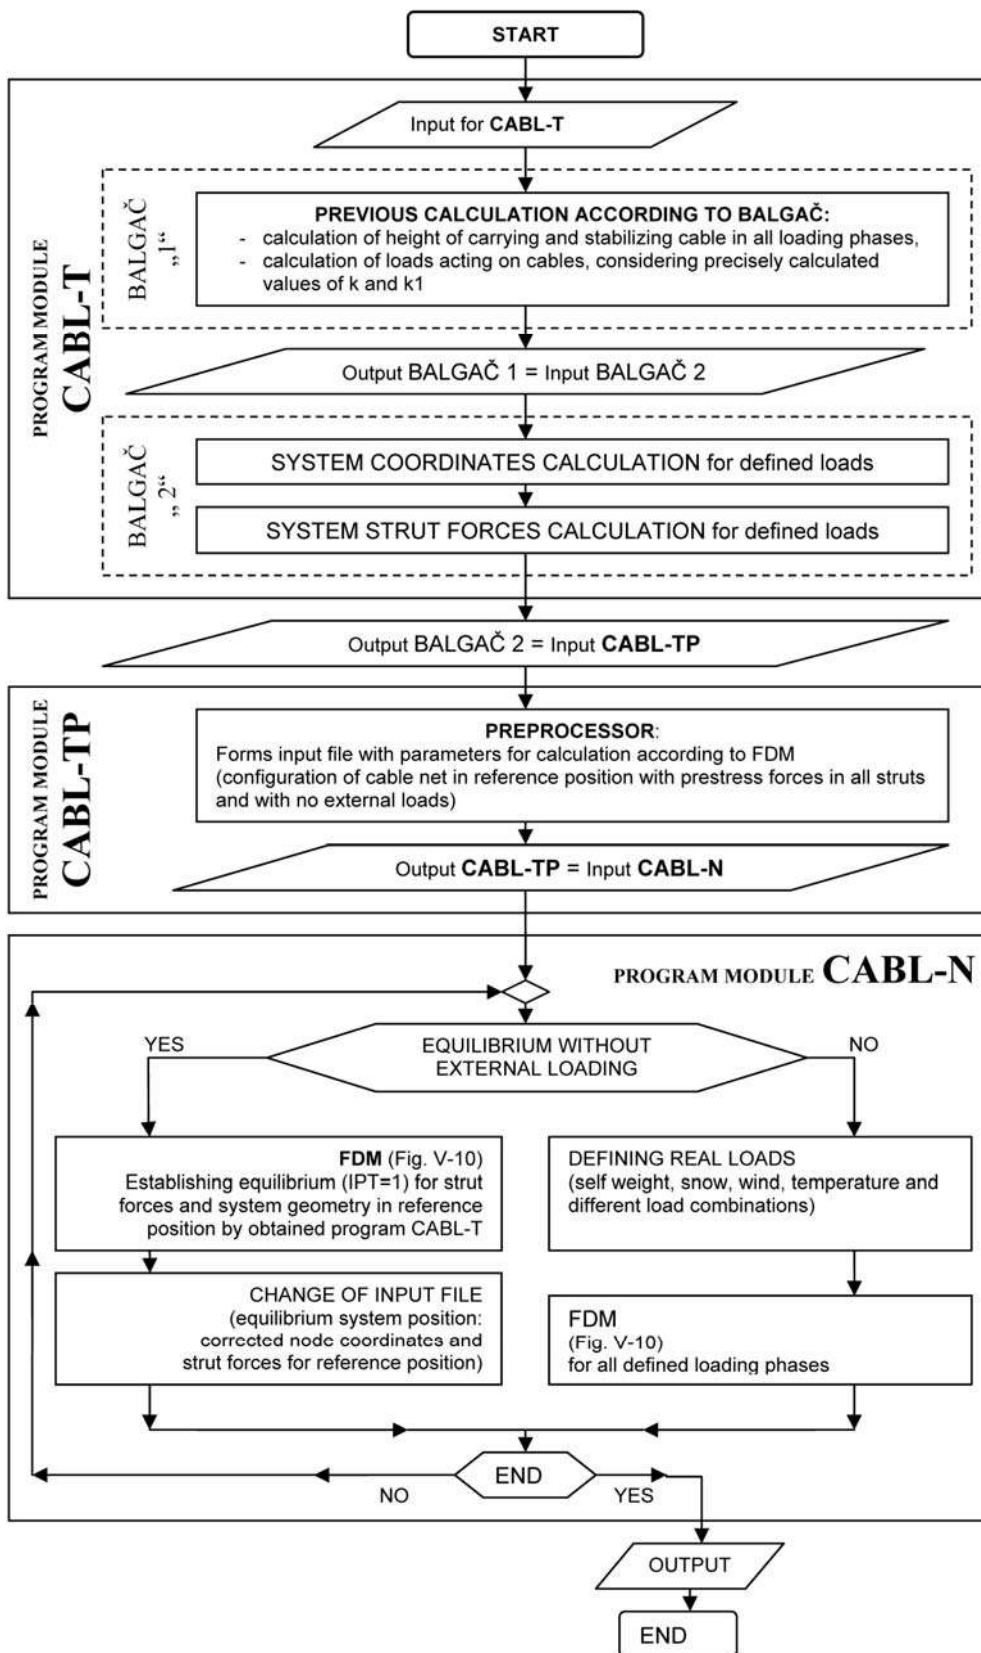 START
PROGRAM MODULE
CABL-T
Input for CABL-T
BALGAČ
„1“
PREVIOUS CALCULATION ACCORDING TO BALGAČ:
- calculation of height of carrying and stabilizing cable in all loading phases,
- calculation of loads acting on cables, considering precisely calculated
values of k and k1
Output BALGAČ 1 = Input BALGAČ 2
BALGAČ
„2“
SYSTEM COORDINATES CALCULATION for defined loads
SYSTEM STRUT FORCES CALCULATION for defined loads
Output BALGAČ 2 = Input CABL-TP
PROGRAM MODULE
CABL-TP
PREPROCESSOR:
Forms input file with parameters for calculation according to FDM
(configuration of cable net in reference position with prestress forces in all struts
and with no external loads)
Output CABL-TP = Input CABL-N
PROGRAM MODULE CABL-N
YES
EQUILIBRIUM WITHOUT
EXTERNAL LOADING
NO
FDM (Fig. V-10)
Establishing equilibrium (IPT=1) for strut
forces and system geometry in reference
position by obtained program CABL-T
DEFINING REAL LOADS
(self weight, snow, wind, temperature and
different load combinations)
CHANGE OF INPUT FILE
(equilibrium system position:
corrected node coordinates and
strut forces for reference position)
FDM
(Fig. V-10)
for all defined loading phases
END
NO
YES
OUTPUT
END